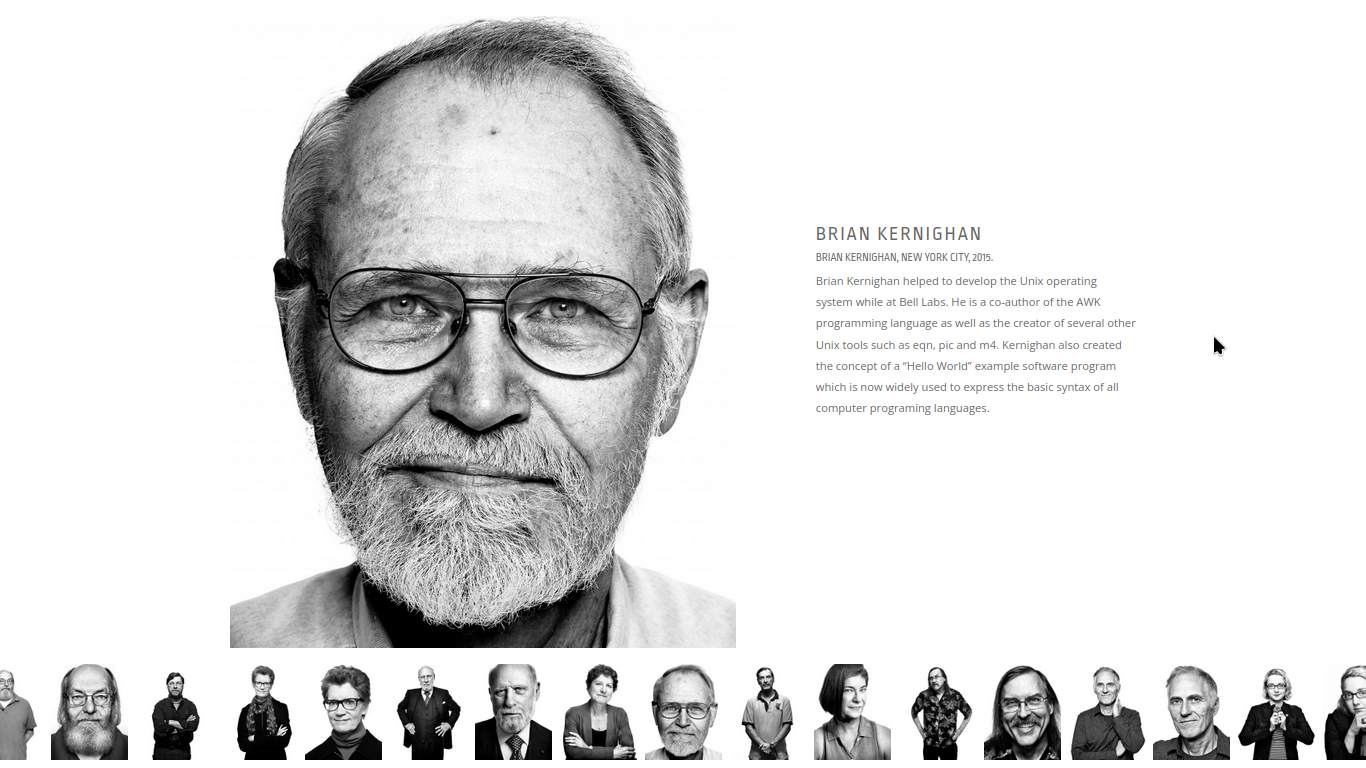 BRIAN KERNIGHAN
BRIAN KERNIGHAN, NEW YORK CITY, 2015.
Brian Kernighan helped to develop the Unix operating
system while at Bell Labs. He is a co-author of the AWK
programming language as well as the creator of several other
Unix tools such as eqn, pic and m4. Kernighan also created
the concept of a “Hello World” example software program
which is now widely used to express the basic syntax of all
computer programing languages.